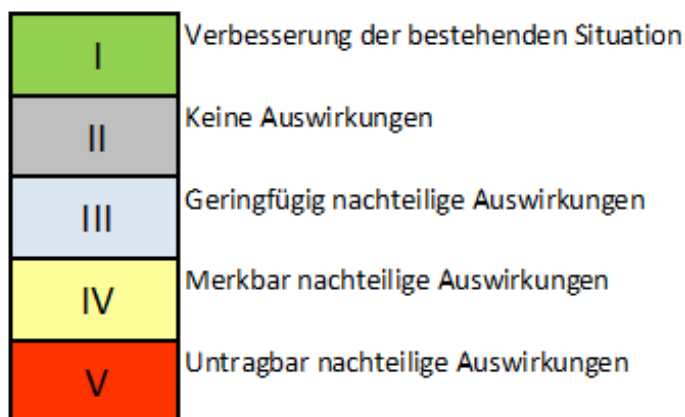 I Verbesserung der bestehenden Situation
II Keine Auswirkungen
III Geringfügig nachteilige Auswirkungen
IV Merkbar nachteilige Auswirkungen
V Untragbar nachteilige Auswirkungen